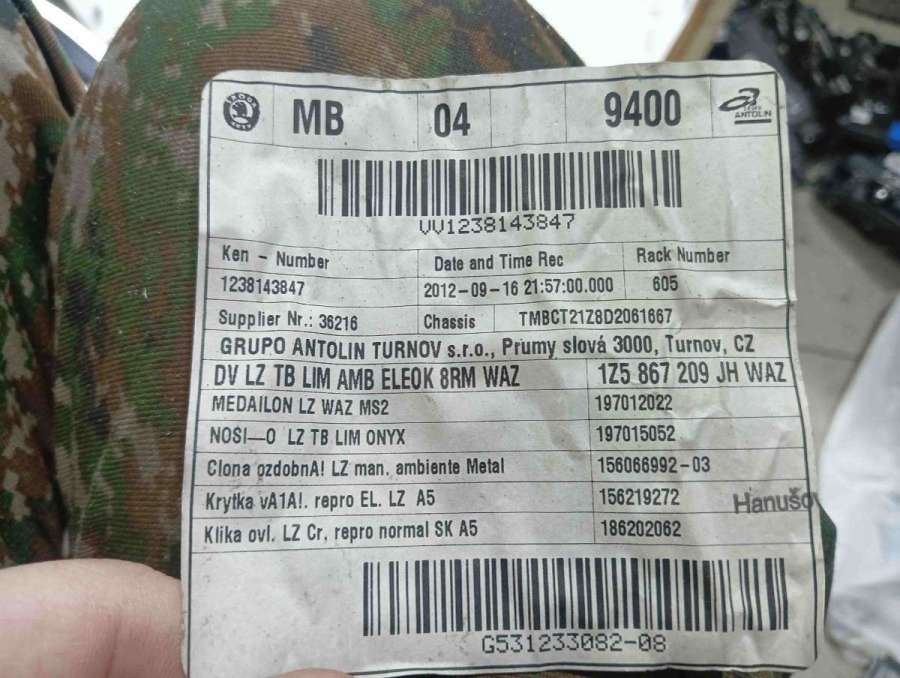 SKODA MB 04 9400 GRUPO ANTOLIN
VV1238143847
Ken - Number Date and Time Rec Rack Number
1238143847 2012-09-16 21:57:00.000 605
Supplier Nr.: 36216 Chassis TMBCT21Z8D2061667
GRUPO ANTOLIN TURNOV s.r.o., Prumy slová 3000, Turnov, CZ
DV LZ TB LIM AMB ELEOK 8RM WAZ 1Z5 867 209 JH WAZ
MEDAILON LZ WAZ MS2 197012022
NOSI—O LZ TB LIM ONYX 197015052
Clona ozdobnA! LZ man. ambiente Metal 156066992-03
Krytka vA1A!. repro EL. LZ A5 156219272
Hanušo
Klika ovl. LZ Cr. repro normal SK A5 186202062
G531233082-08